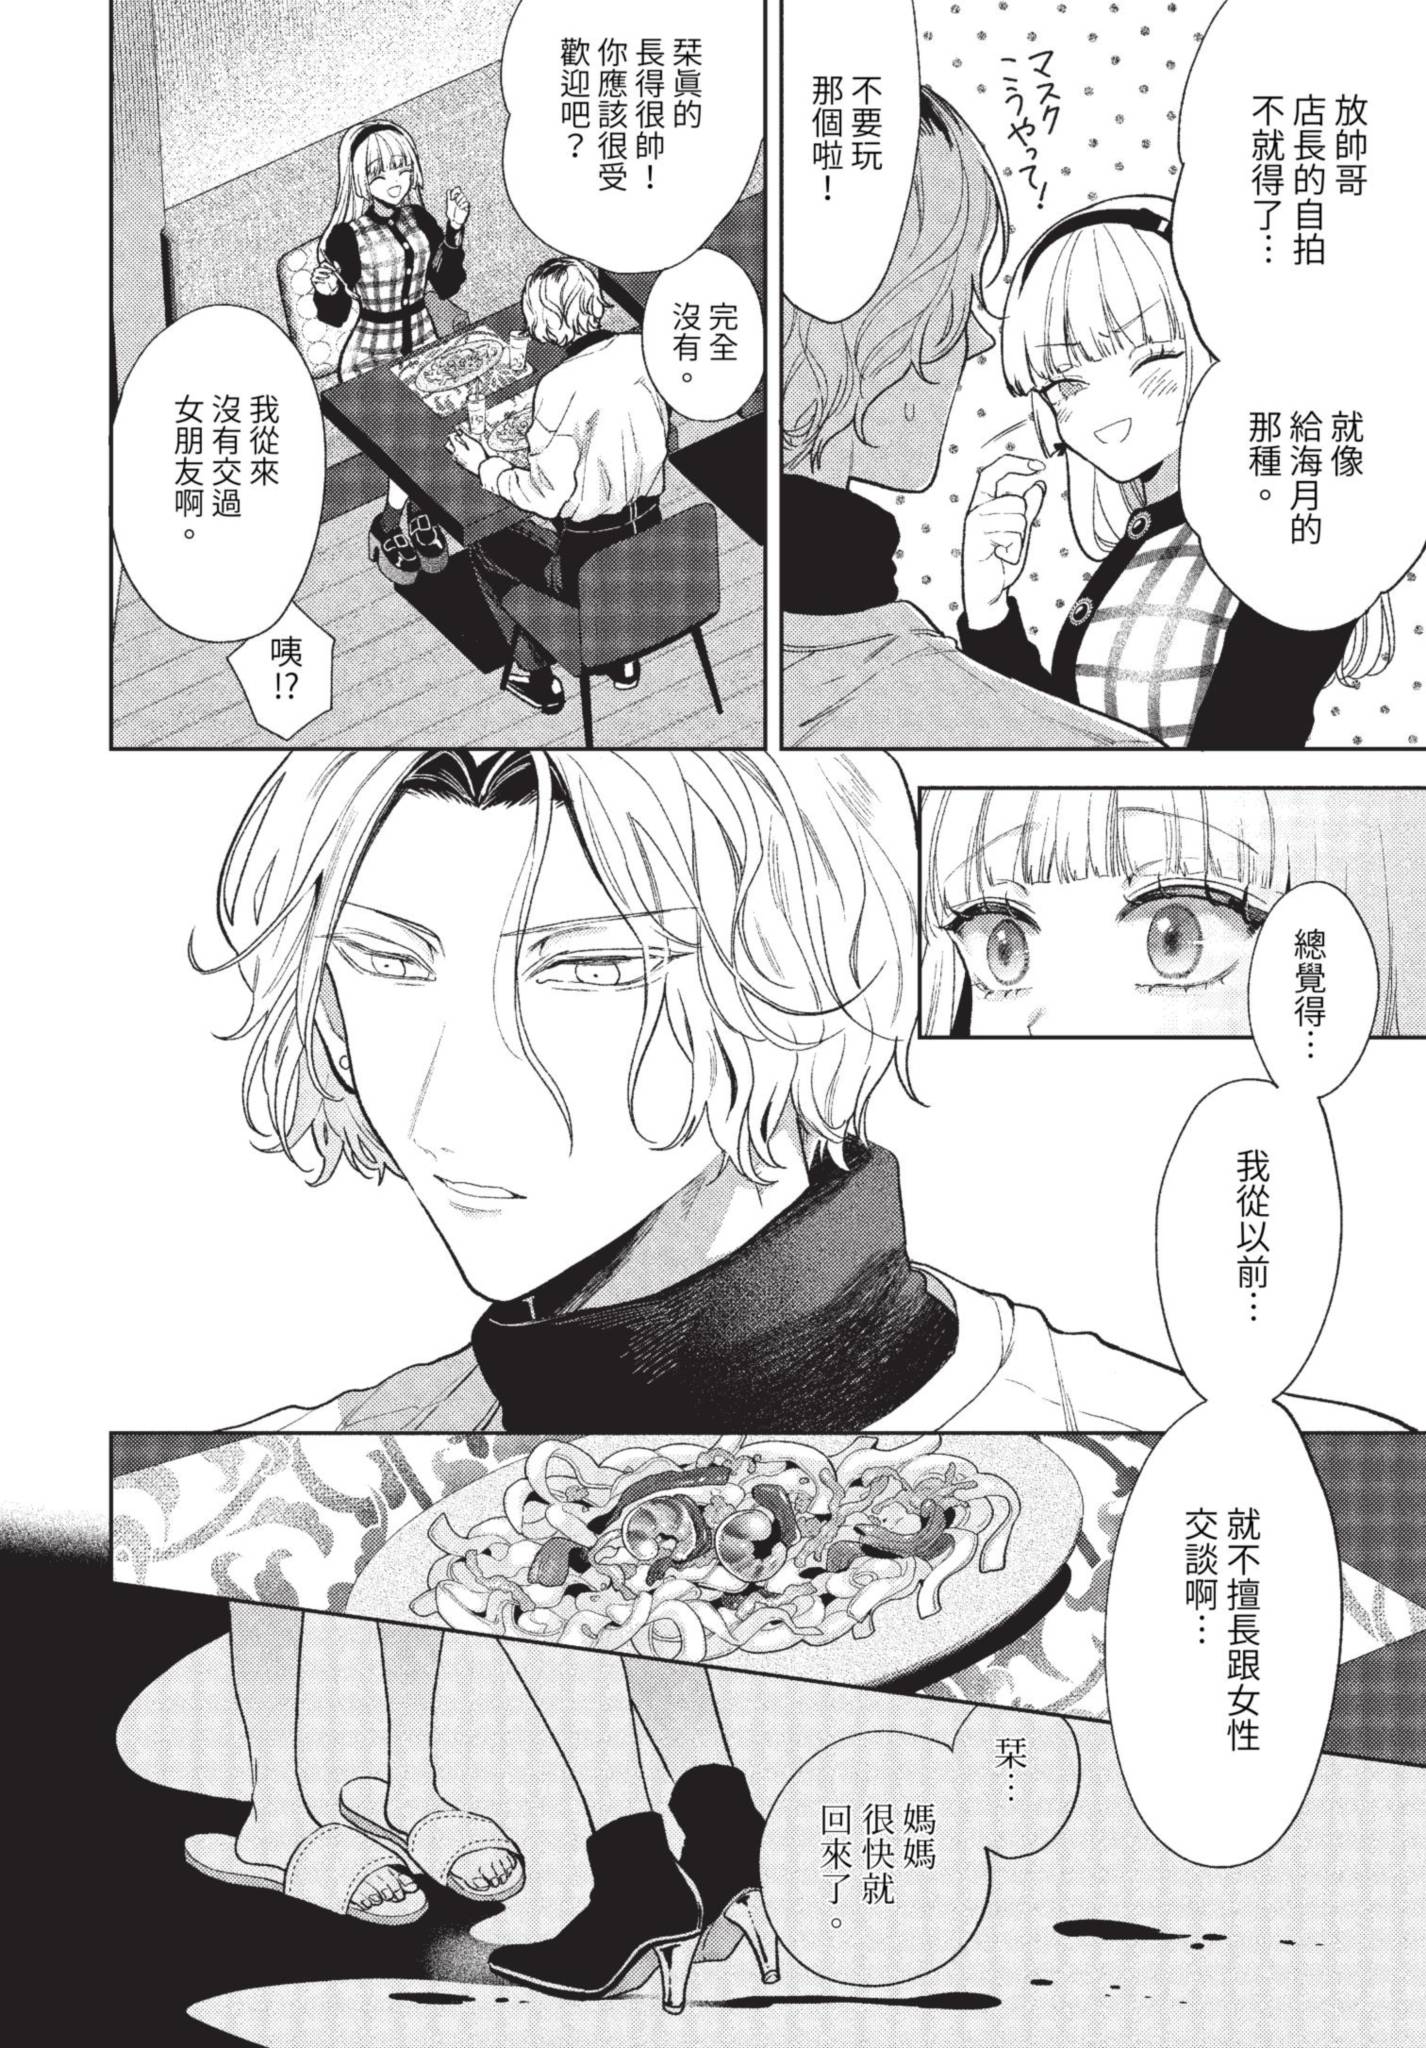 放帥哥
店長的自拍
不就得了…
就像
給海月的
那種。
マスク
こうやって！
不要玩
那個啦！
栞真的
長得很帥！
你應該很受
歡迎吧？
完全
沒有。
我從來
沒有交過
女朋友啊。
咦!?
總覺得…
我從以前…
就不擅長跟女性
交談啊…
栞…
媽媽
很快就
回來了。